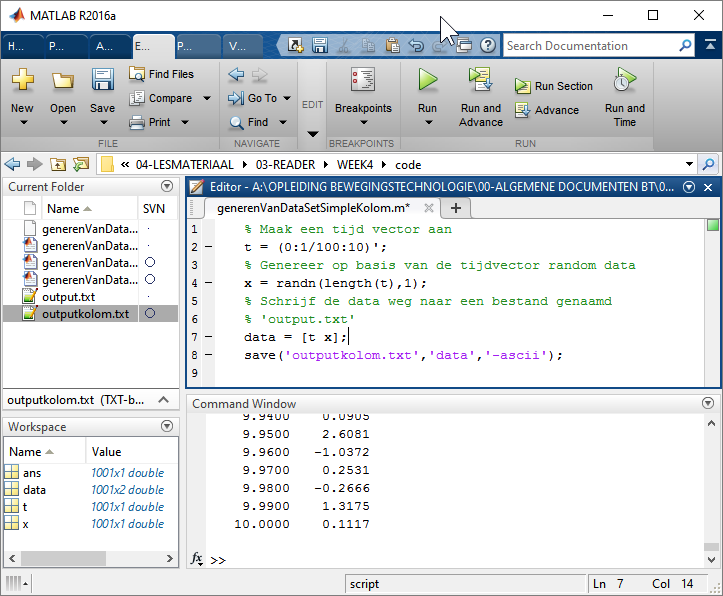 MATLAB R2016a
H... P... A... E... P... V... Search Documentation
New Open Save Find Files Compare Print
Go To Find
EDIT
Breakpoints
Run Run and Advance Run Section Advance Run and Time
FILE NAVIGATE BREAKPOINTS RUN
« 04-LESMATERIAAL 03-READER WEEK4 code
Current Folder
Name SVN
generenVanData...
generenVanData...
generenVanData...
generenVanData...
output.txt
outputkolom.txt
outputkolom.txt (TXT-b...
Workspace
Name Value
ans 1001x1 double
data 1001x2 double
t 1001x1 double
x 1001x1 double
Editor - A:\OPLEIDING BEWEGINGSTECHNOLOGIE\00-ALGEMENE DOCUMENTEN BT\0...
generenVanDataSetSimpleKolom.m*
1 % Maak een tijd vector aan
2 – t = (0:1/100:10)';
3 % Genereer op basis van de tijdvector random data
4 – x = randn(length(t),1);
5 % Schrijf de data weg naar een bestand genaamd
6 % 'output.txt'
7 – data = [t x];
8 – save('outputkolom.txt','data','-ascii');
9
Command Window
9.9400 0.0905
9.9500 2.6081
9.9600 -1.0372
9.9700 0.2531
9.9800 -0.2666
9.9900 1.3175
10.0000 0.1117
fx >>
script Ln 7 Col 14